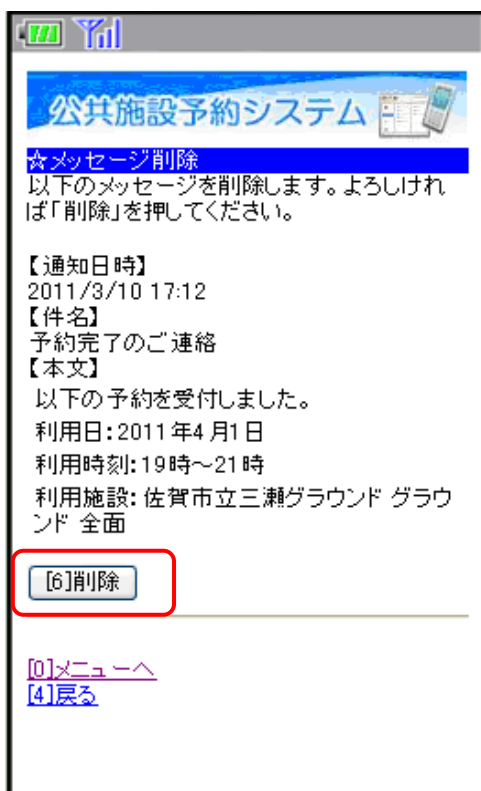 公共施設予約システム
☆メッセージ削除
以下のメッセージを削除します。よろしけれ
ば「削除」を押してください。
【通知日時】
2011/3/10 17:12
【件名】
予約完了のご連絡
【本文】
以下の予約を受付しました。
利用日:2011年4月1日
利用時刻:19時～21時
利用施設:佐賀市立三瀬グラウンド グラウ
ンド 全面
[6]削除
[0]メニューへ
[4]戻る